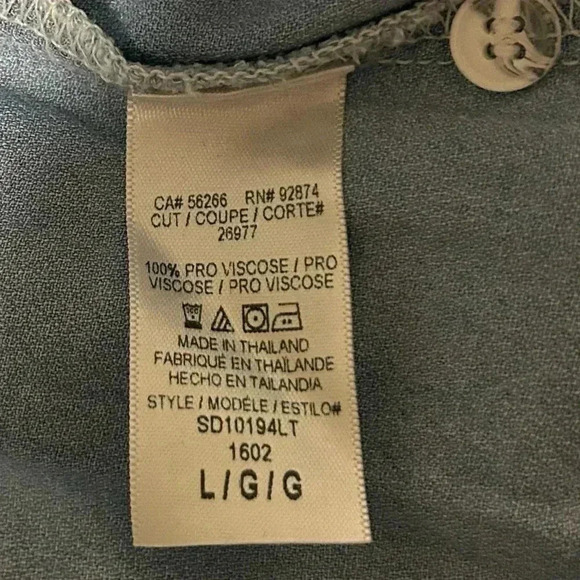 CA# 56266 RN# 92874
CUT / COUPE / CORTE#
26977
100% PRO VISCOSE / PRO
VISCOSE / PRO VISCOSE
MADE IN THAILAND
FABRIQUÉ EN THAÏLANDE
HECHO EN TAILANDIA
STYLE / MODÈLE / ESTILO#
SD10194LT
1602
L / G / G